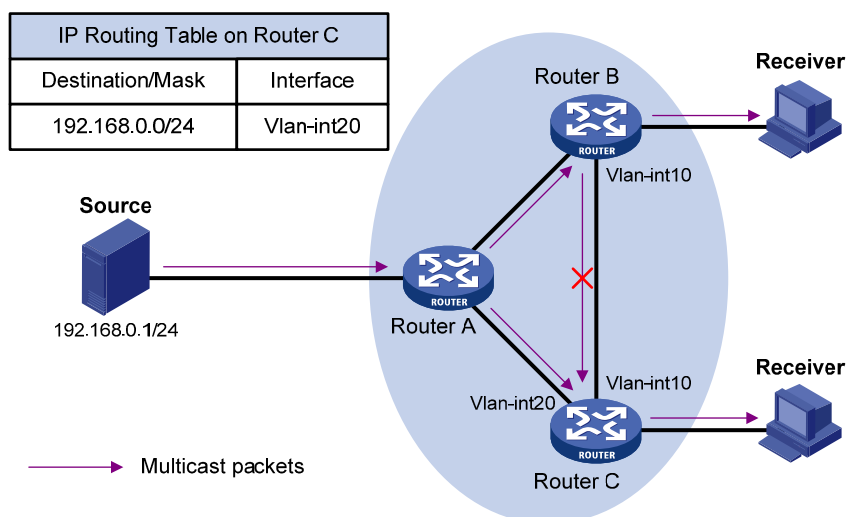 IP Routing Table on Router C
Destination/Mask Interface
192.168.0.0/24 Vlan-int20
Router B
Receiver
ROUTER
Vlan-int10
Source
ROUTER
Router A
192.168.0.1/24
Vlan-int10
Receiver
Vlan-int20
ROUTER
Multicast packets
Router C